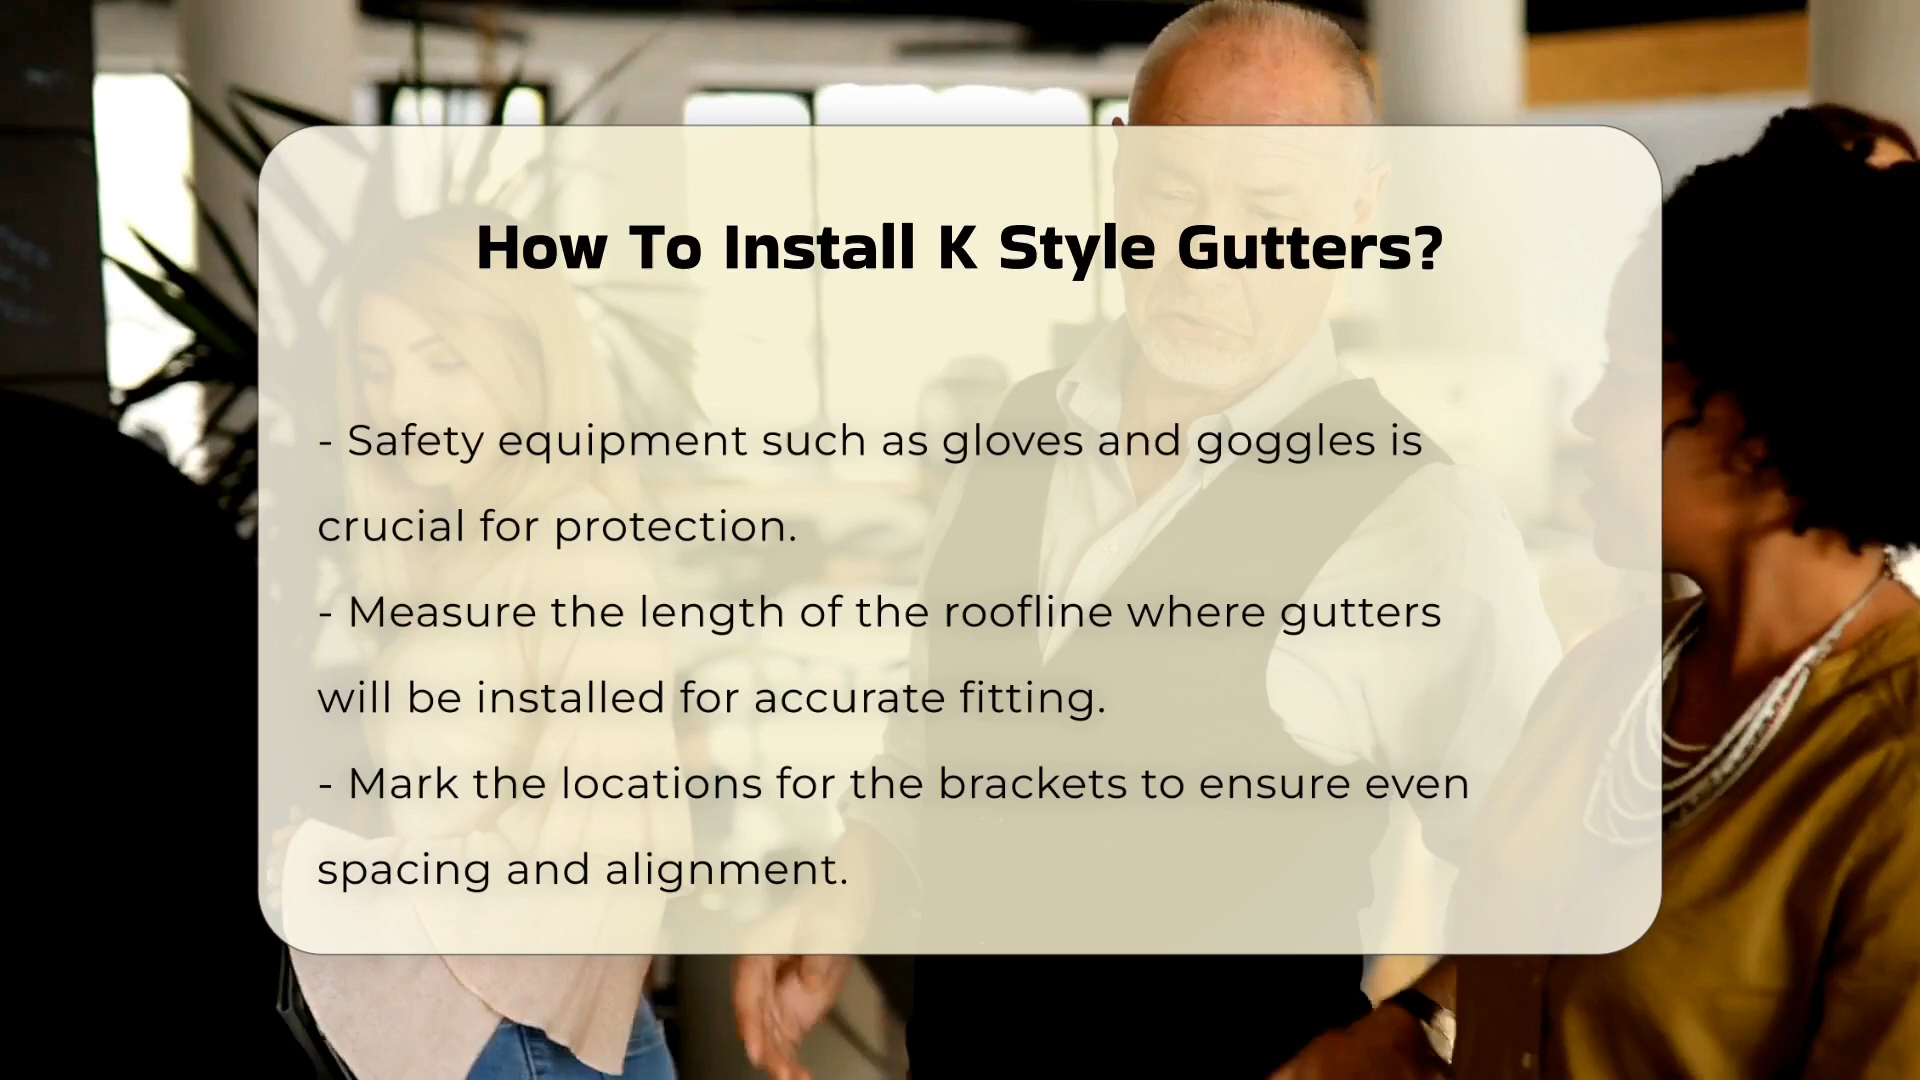 How To Install K Style Gutters?
- Safety equipment such as gloves and goggles is
crucial for protection.
- Measure the length of the roofline where gutters
will be installed for accurate fitting.
- Mark the locations for the brackets to ensure even
spacing and alignment.